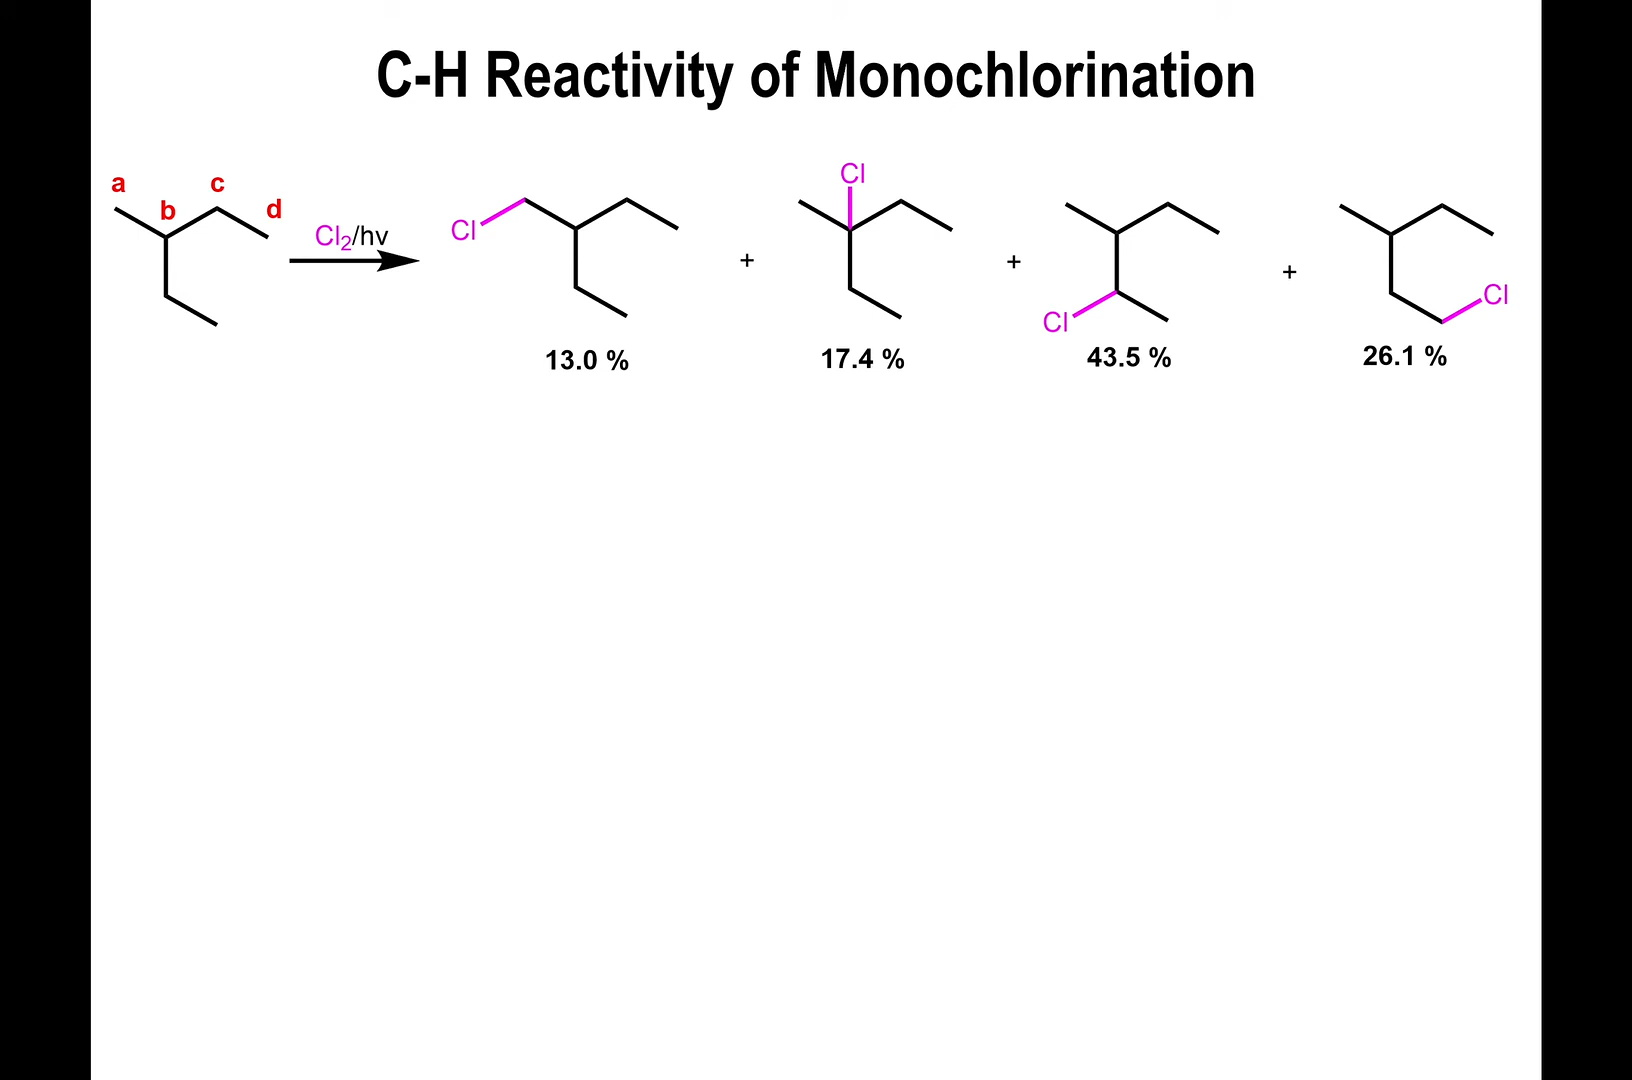 C-H Reactivity of Monochlorination
a
b
c
d
Cl₂/hv
Cl
+
Cl
+
Cl
+
Cl
13.0 %
17.4 %
43.5 %
26.1 %